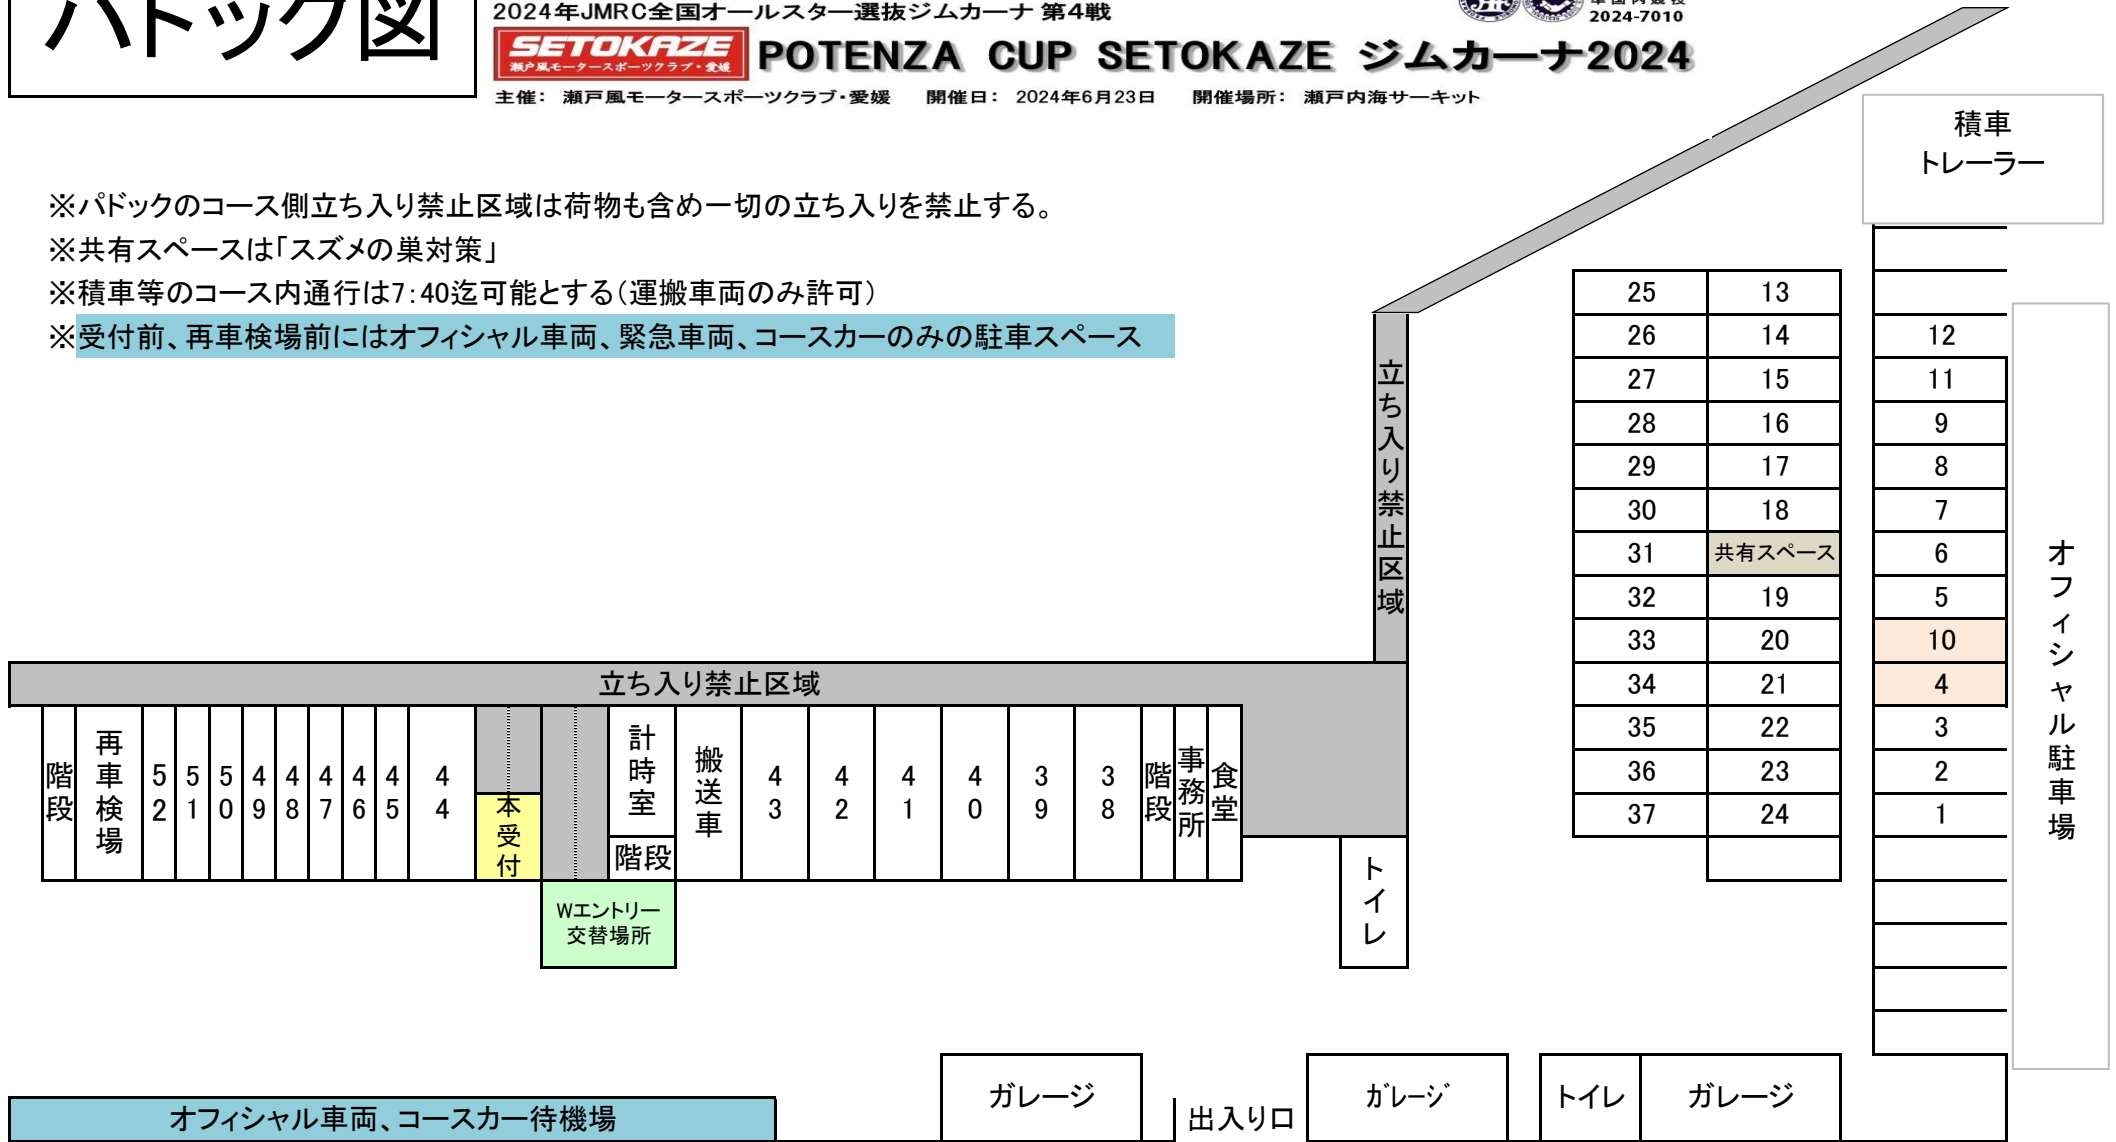 パドック図
2024年JMRC全国オールスター選抜ジムカーナ 第4戦
2024-7010
SETOKAZE
瀬戸風モータースポーツクラブ・愛媛
POTENZA CUP SETOKAZE ジムカーナ2024
主催： 瀬戸風モータースポーツクラブ・愛媛 開催日： 2024年6月23日 開催場所： 瀬戸内海サーキット
※パドックのコース側立ち入り禁止区域は荷物も含め一切の立ち入りを禁止する。
※共有スペースは「スズメの巣対策」
※積車等のコース内通行は7：40迄可能とする（運搬車両のみ許可）
※受付前、再車検場前にはオフィシャル車両、緊急車両、コースカーのみの駐車スペース
積車
トレーラー
25 13
26 14 12
27 15 11
28 16 9
29 17 8
30 18 7
31 共有スペース 6
32 19 5
33 20 10
34 21 4
35 22 3
36 23 2
37 24 1
オフィシャル駐車場
立ち入り禁止区域
立ち入り禁止区域
階段
再車検場
52
51
50
49
48
47
46
45
44
本受付
計時室
階段
搬送車
43
42
41
40
39
38
階段
事務所
食堂
Wエントリー
交替場所
トイレ
オフィシャル車両、コースカー待機場
ガレージ
出入り口
ｶﾞﾚｰｼﾞ
トイレ
ガレージ